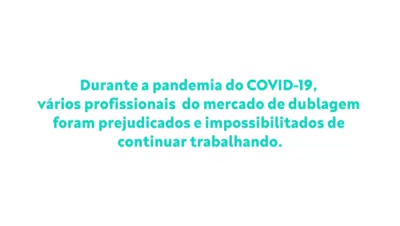 Durante a pandemia do COVID-19,
vários profissionais do mercado de dublagem
foram prejudicados e impossibilitados de
continuar trabalhando.